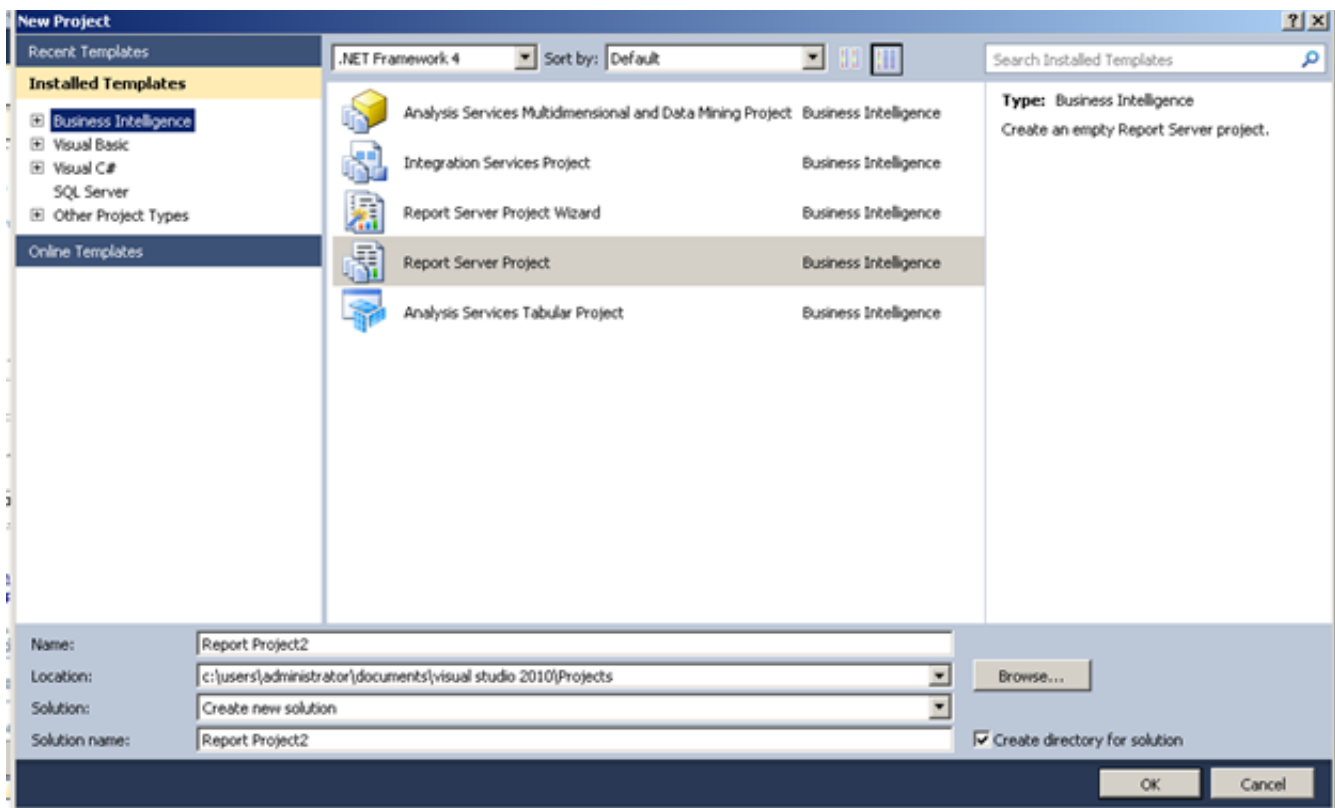 New Project
Recent Templates
Installed Templates
Business Intelligence
Visual Basic
Visual C#
SQL Server
Other Project Types
Online Templates
.NET Framework 4 Sort by: Default
Analysis Services Multidimensional and Data Mining Project Business Intelligence
Integration Services Project Business Intelligence
Report Server Project Wizard Business Intelligence
Report Server Project Business Intelligence
Analysis Services Tabular Project Business Intelligence
Search Installed Templates
Type: Business Intelligence
Create an empty Report Server project.
Name: Report Project2
Location: c:\users\administrator\documents\visual studio 2010\Projects
Browse...
Solution: Create new solution
Solution name: Report Project2
Create directory for solution
OK Cancel